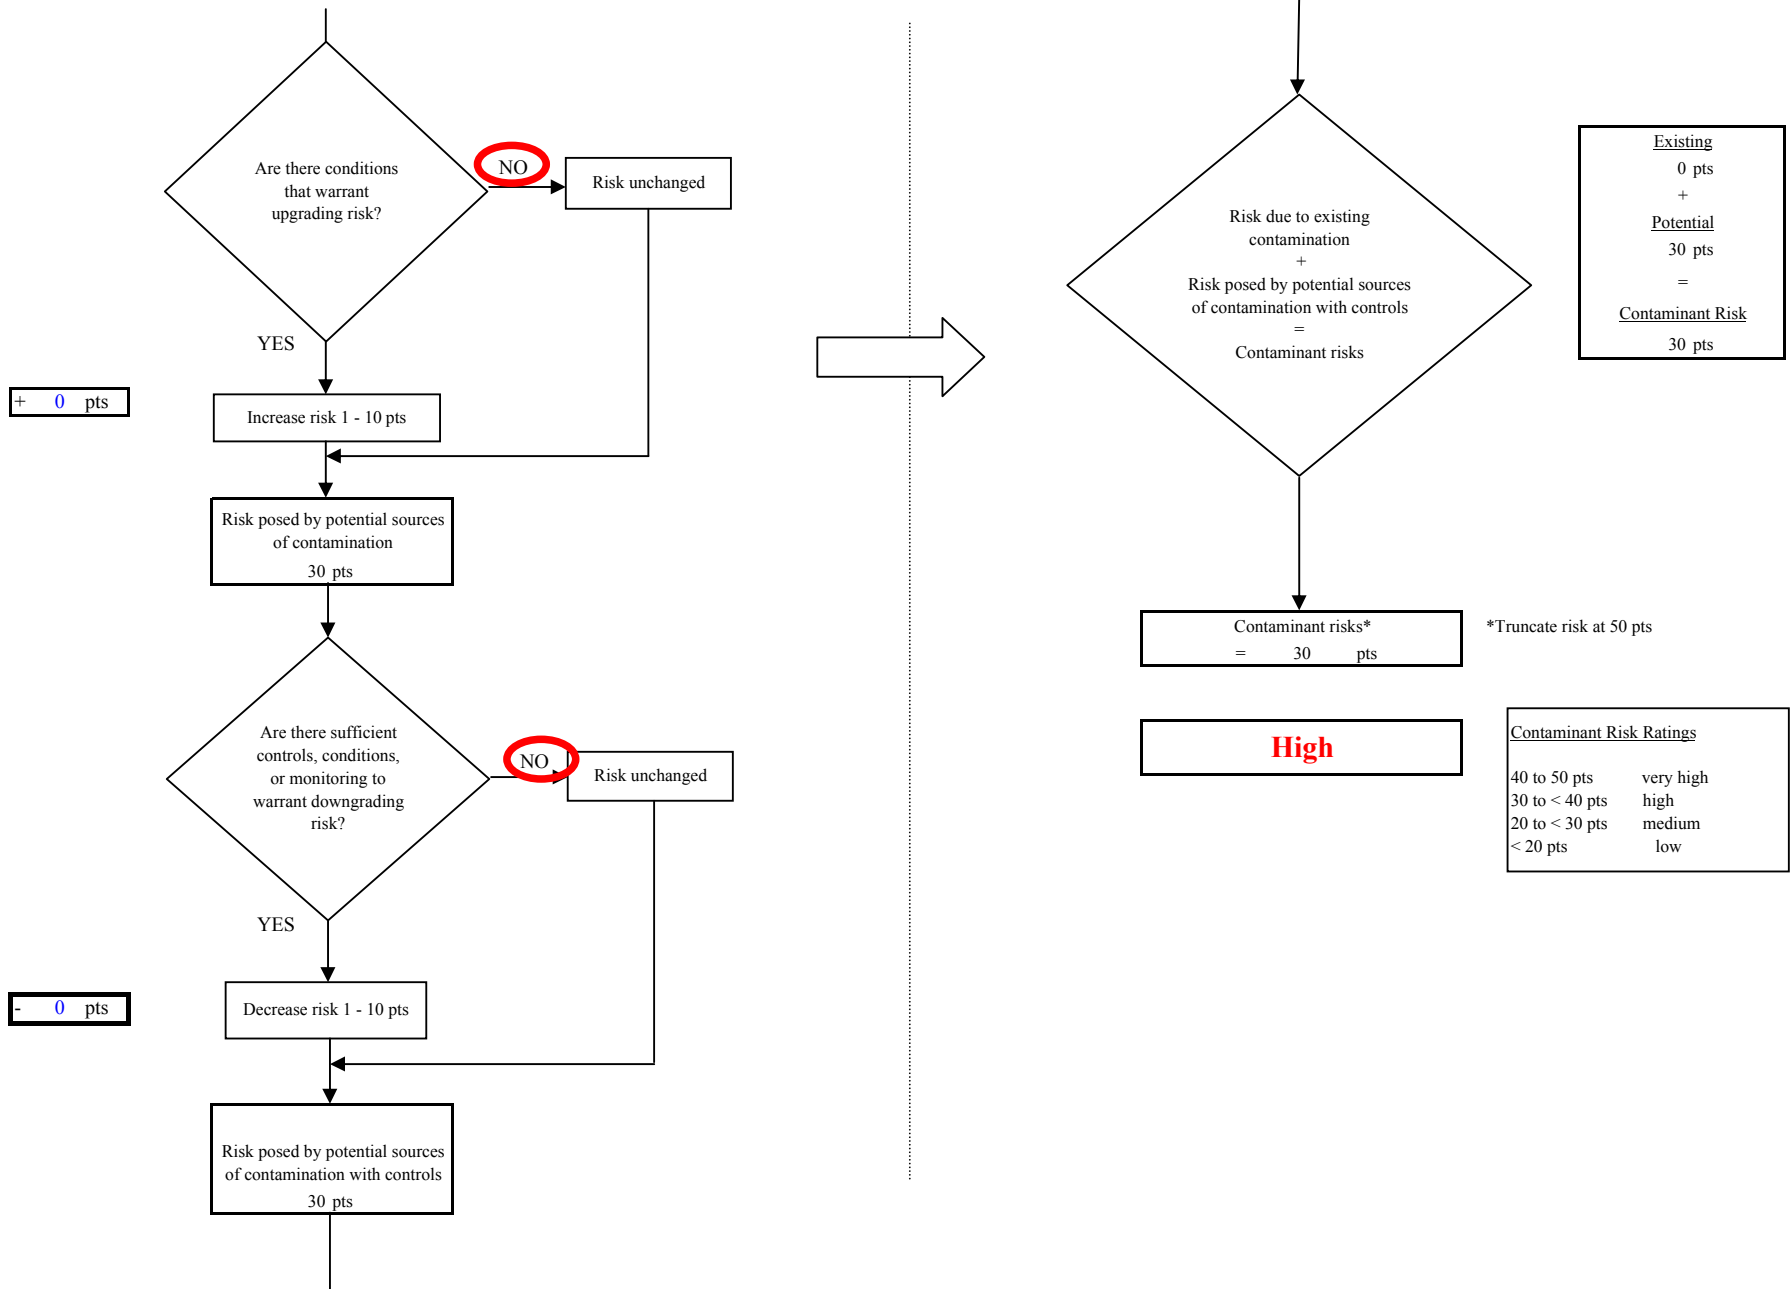 Are there conditions
that warrant
upgrading risk?
NO
Risk unchanged
YES
+ 0 pts
Increase risk 1 - 10 pts
Risk posed by potential sources
of contamination
30 pts
Are there sufficient
controls, conditions,
or monitoring to
warrant downgrading
risk?
NO
Risk unchanged
YES
- 0 pts
Decrease risk 1 - 10 pts
Risk posed by potential sources
of contamination with controls
30 pts
Risk due to existing
contamination
+
Risk posed by potential sources
of contamination with controls
=
Contaminant risks
Existing
0 pts
+
Potential
30 pts
=
Contaminant Risk
30 pts
Contaminant risks*
= 30 pts
*Truncate risk at 50 pts
High
Contaminant Risk Ratings
40 to 50 pts very high
30 to < 40 pts high
20 to < 30 pts medium
< 20 pts low